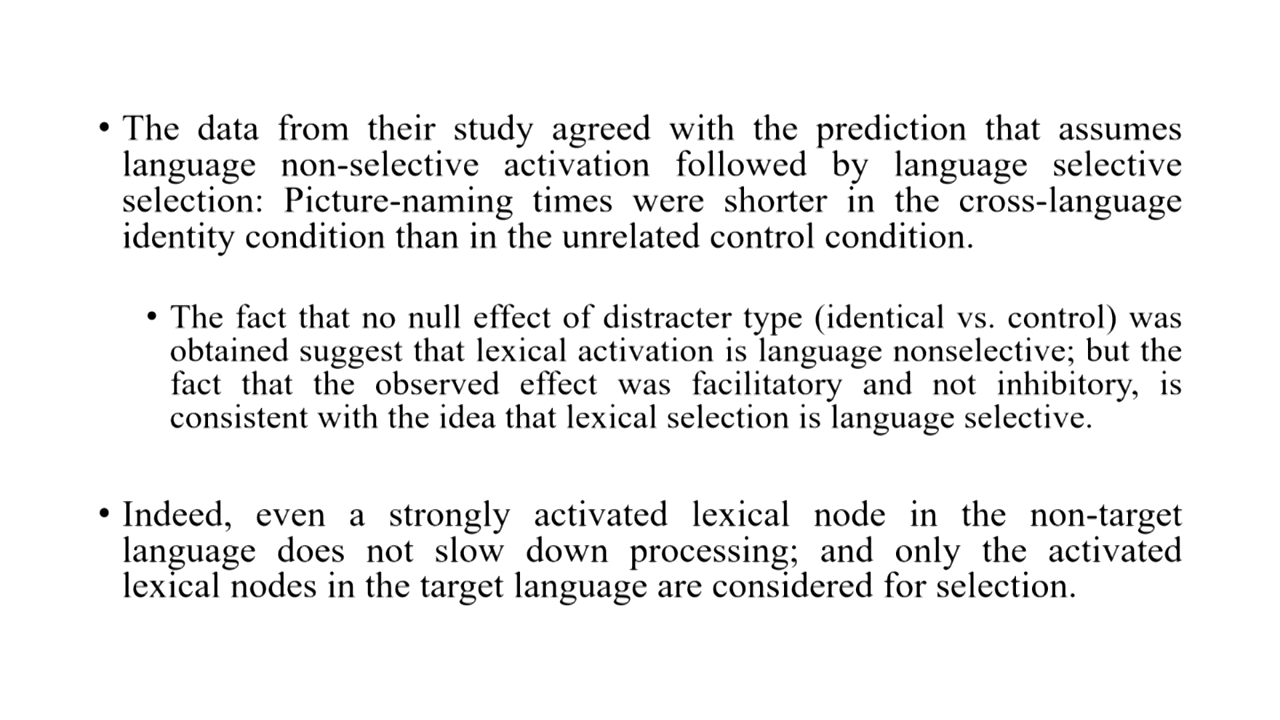 • The data from their study agreed with the prediction that assumes
language non-selective activation followed by language selective
selection: Picture-naming times were shorter in the cross-language
identity condition than in the unrelated control condition.
• The fact that no null effect of distracter type (identical vs. control) was
obtained suggest that lexical activation is language nonselective; but the
fact that the observed effect was facilitatory and not inhibitory, is
consistent with the idea that lexical selection is language selective.
• Indeed, even a strongly activated lexical node in the non-target
language does not slow down processing; and only the activated
lexical nodes in the target language are considered for selection.